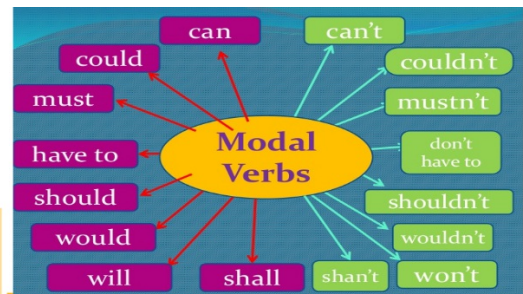 can
could
must
have to
should
would
will
shall
Modal
Verbs
can't
couldn't
mustn't
don't
have to
shouldn't
wouldn't
won't
shan't